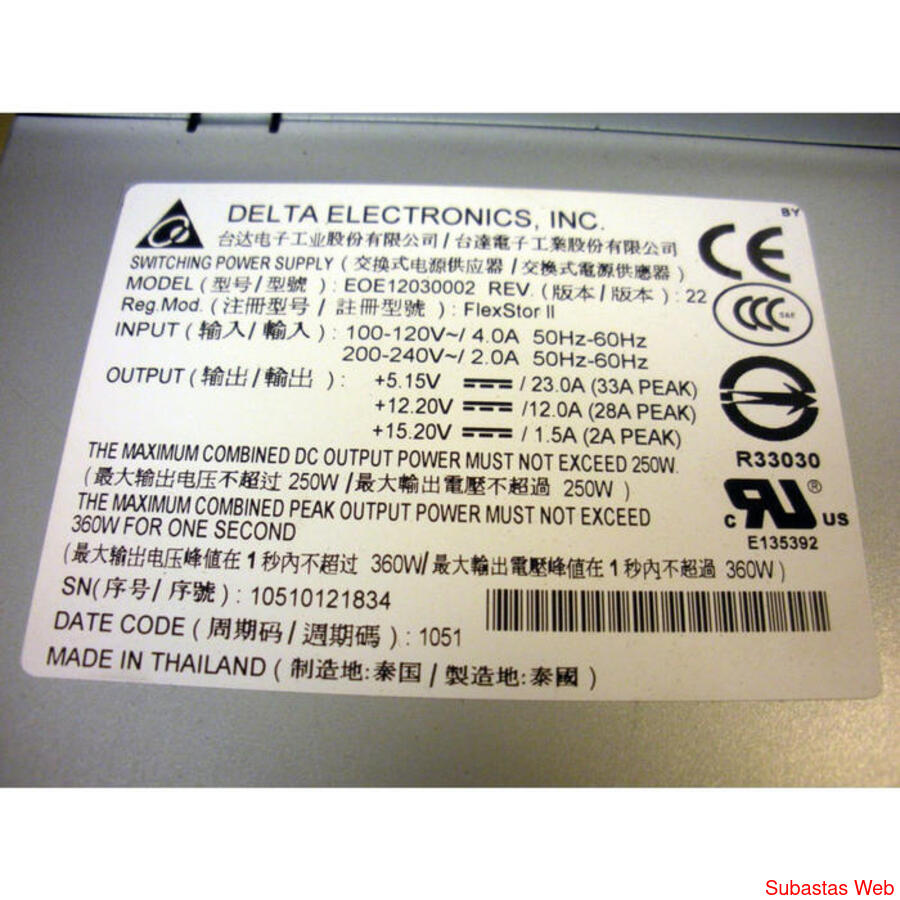 DELTA ELECTRONICS, INC.
台达电子工业股份有限公司 / 台達電子工業股份有限公司
SWITCHING POWER SUPPLY ( 交換式电源供应器 / 交換式電源供應器 )
MODEL ( 型号 / 型號 ) : EOE12030002 REV. ( 版本 / 版本 ) : 22
Reg.Mod. ( 注冊型号 / 註冊型號 ) : FlexStor II
INPUT ( 输入 / 輸入 ) : 100-120V~/ 4.0A 50Hz-60Hz
200-240V~/ 2.0A 50Hz-60Hz
OUTPUT ( 输出 / 輸出 ) : +5.15V / 23.0A (33A PEAK)
+12.20V /12.0A (28A PEAK)
+15.20V / 1.5A (2A PEAK)
THE MAXIMUM COMBINED DC OUTPUT POWER MUST NOT EXCEED 250W.
( 最大输出电压不超过 250W / 最大輸出電壓不超過 250W )
THE MAXIMUM COMBINED PEAK OUTPUT POWER MUST NOT EXCEED
360W FOR ONE SECOND
( 最大输出电压峰值在 1 秒內不超过 360W/ 最大輸出電壓峰值在 1 秒內不超過 360W )
SN( 序号 / 序號 ) : 10510121834
DATE CODE ( 周期码 / 週期碼 ) : 1051
MADE IN THAILAND ( 制造地:泰国 / 製造地:泰國 )
BY
CE
CCC S&E
R33030
c RU ® US
E135392
Subastas Web